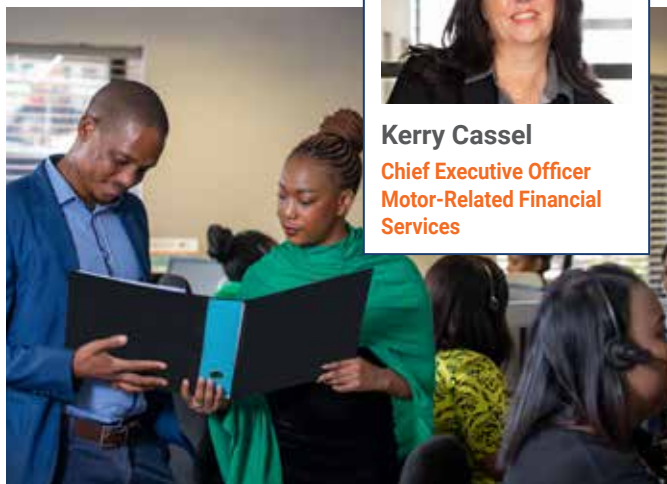 Kerry Cassel
Chief Executive Officer
Motor-Related Financial
Services